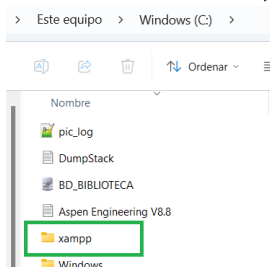 Este equipo > Windows (C:) >
Ordenar
Nombre
pic_log
DumpStack
BD_BIBLIOTECA
Aspen Engineering V8.8
xampp
Windows